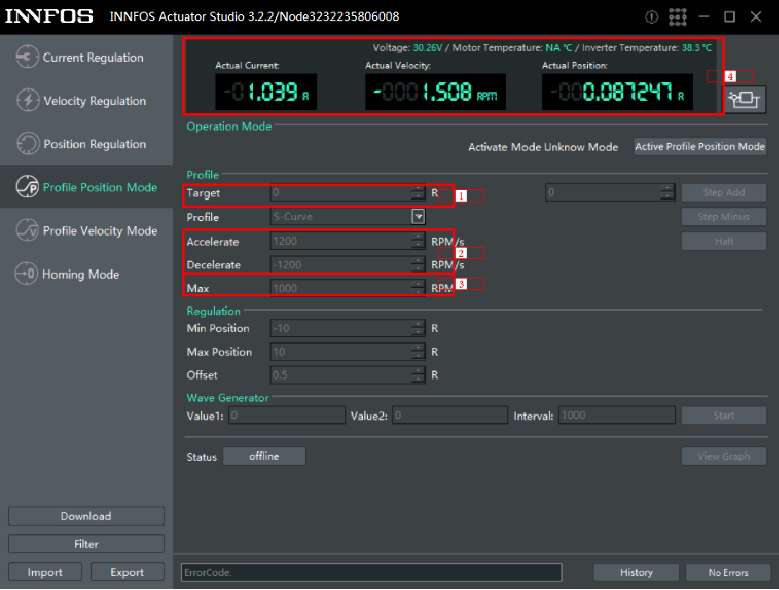 INNFOS INNFOS Actuator Studio 3.2.2/Node3232235806008
Current Regulation
Velocity Regulation
Position Regulation
Profile Position Mode
Profile Velocity Mode
Homing Mode
Download
Filter
Import Export
Voltage: 30.26V / Motor Temperature: NA. °C / Inverter Temperature: 38.3 °C
Actual Current: Actual Velocity: Actual Position:
-01.039 A -0001.508 RPM -000.087247 R
4
Operation Mode
Activate Mode Unknow Mode Active Profile Position Mode
Profile
Target 0 R 1 0 Step Add
Profile S-Curve Step Minus
Accelerate 1200 RPM/s Halt
2
Decelerate -1200 RPM/s
Max 1000 RPM 3
Regulation
Min Position -10 R
Max Position 10 R
Offset 0.5 R
Wave Generator
Value1: 0 Value2: 0 Interval: 1000 Start
Status offline View Graph
ErrorCode: History No Errors